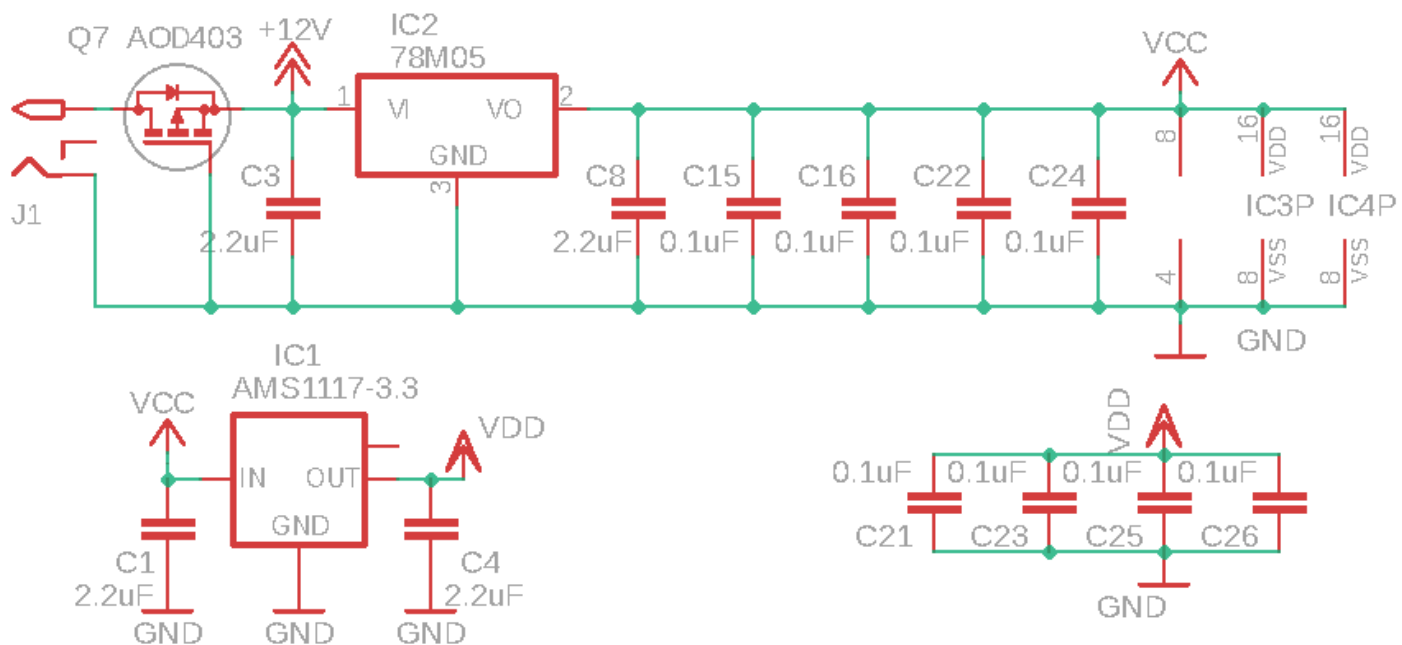 Q7 AOD403
+12V
IC2
78M05
VCC
1
VI
VO
2
GND
3
8
16
VDD
16
VDD
C3
C8
C15
C16
C22
C24
IC3P
IC4P
J1
2.2uF
2.2uF
0.1uF
0.1uF
0.1uF
0.1uF
4
8
VSS
8
VSS
GND
IC1
AMS1117-3.3
VCC
VDD
VDD
IN
OUT
GND
0.1uF
0.1uF
0.1uF
0.1uF
C21
C23
C25
C26
C1
2.2uF
C4
2.2uF
GND
GND
GND
GND